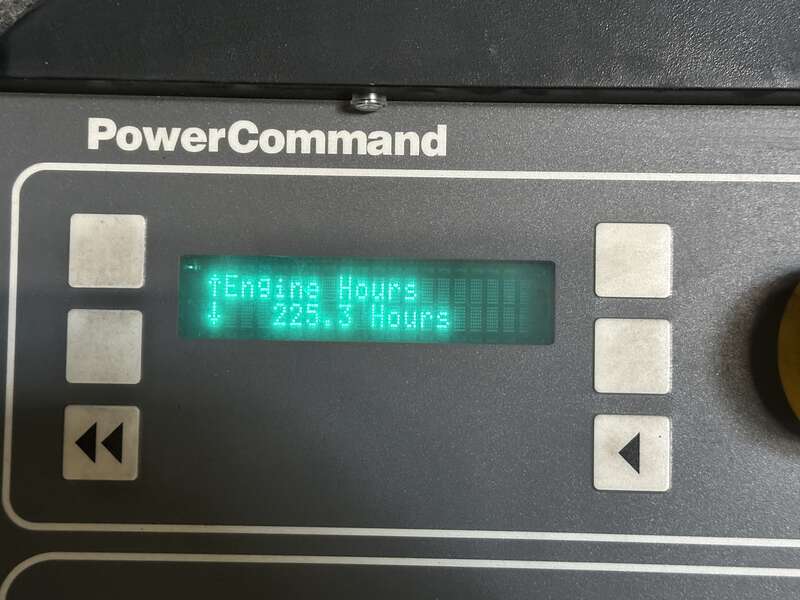 PowerCommand
↑Engine Hours
↓ 225.3 Hours